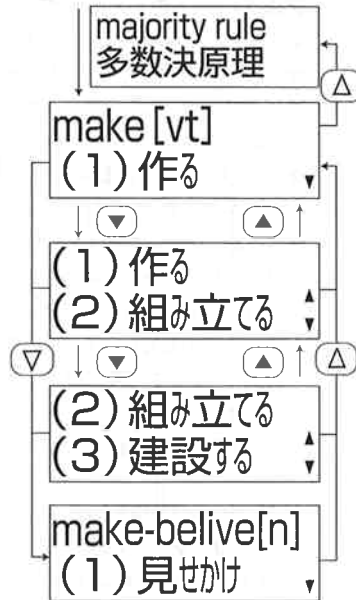 majority rule
多数決原理
△
make [vt]
(1) 作る ▼
▼ ▲
(1) 作る ▲
(2) 組み立てる ▼
▽ ▼ ▲ △
(2) 組み立てる ▲
(3) 建設する ▼
make-belive[n]
(1) 見せかけ ▼